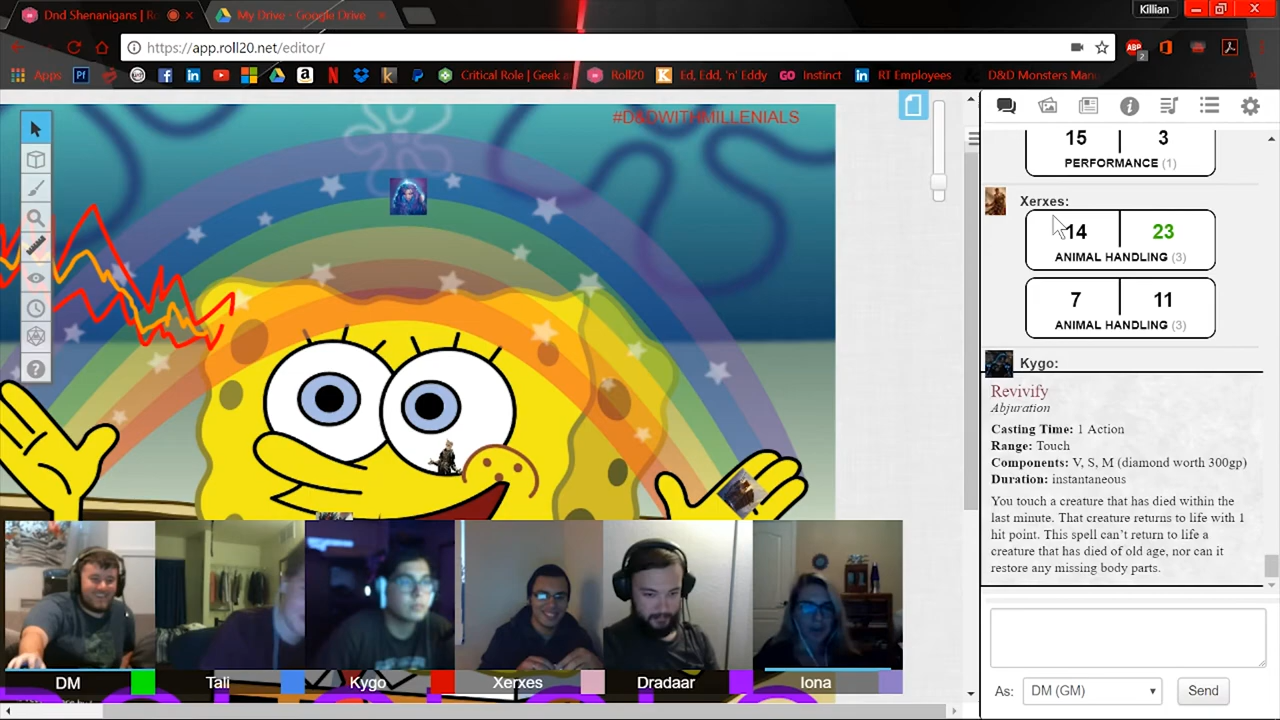 Dnd Shenanigans | Ro
My Drive - Google Drive
Killian
https://app.roll20.net/editor/
ABP
2
Apps
Critical Role | Geek a
Roll20
Ed, Edd, 'n' Eddy
GO
Instinct
RT Employees
D&D Monsters Manu
#D&DWITHMILLENIALS
15
3
PERFORMANCE (1)
Xerxes:
14
23
ANIMAL HANDLING (3)
7
11
ANIMAL HANDLING (3)
Kygo:
Revivify
Abjuration
Casting Time: 1 Action
Range: Touch
Components: V, S, M (diamond worth 300gp)
Duration: instantaneous
You touch a creature that has died within the
last minute. That creature returns to life with 1
hit point. This spell can't return to life a
creature that has died of old age, nor can it
restore any missing body parts.
DM
Tali
Kygo
Xerxes
Dradaar
Iona
As:
DM (GM)
Send